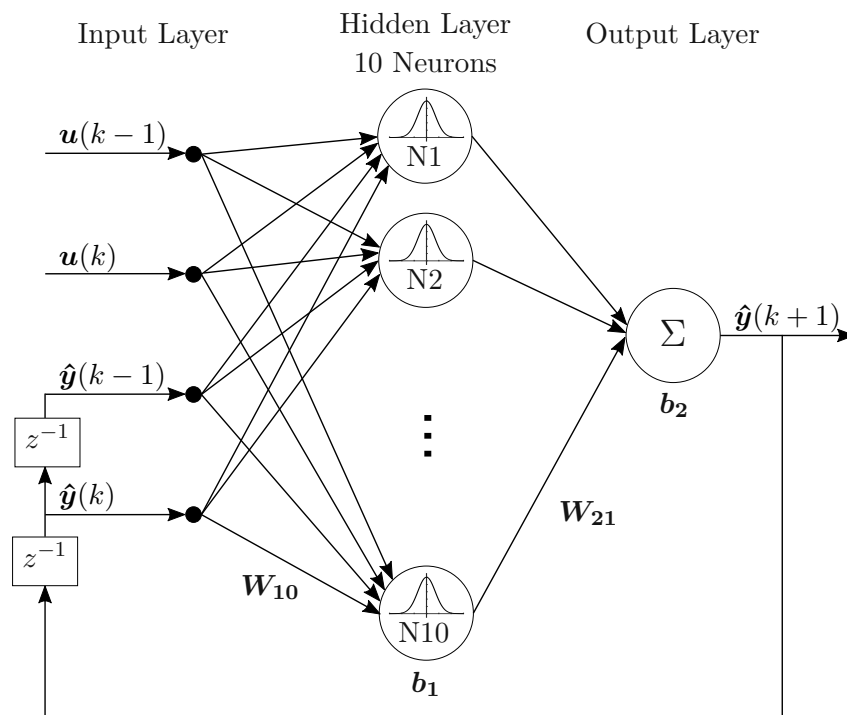 Input Layer
Hidden Layer
10 Neurons
Output Layer
u(k − 1)
N1
u(k)
N2
ŷ(k − 1)
Σ
ŷ(k + 1)
z⁻¹
b₂
ŷ(k)
W₂₁
z⁻¹
W₁₀
N10
b₁